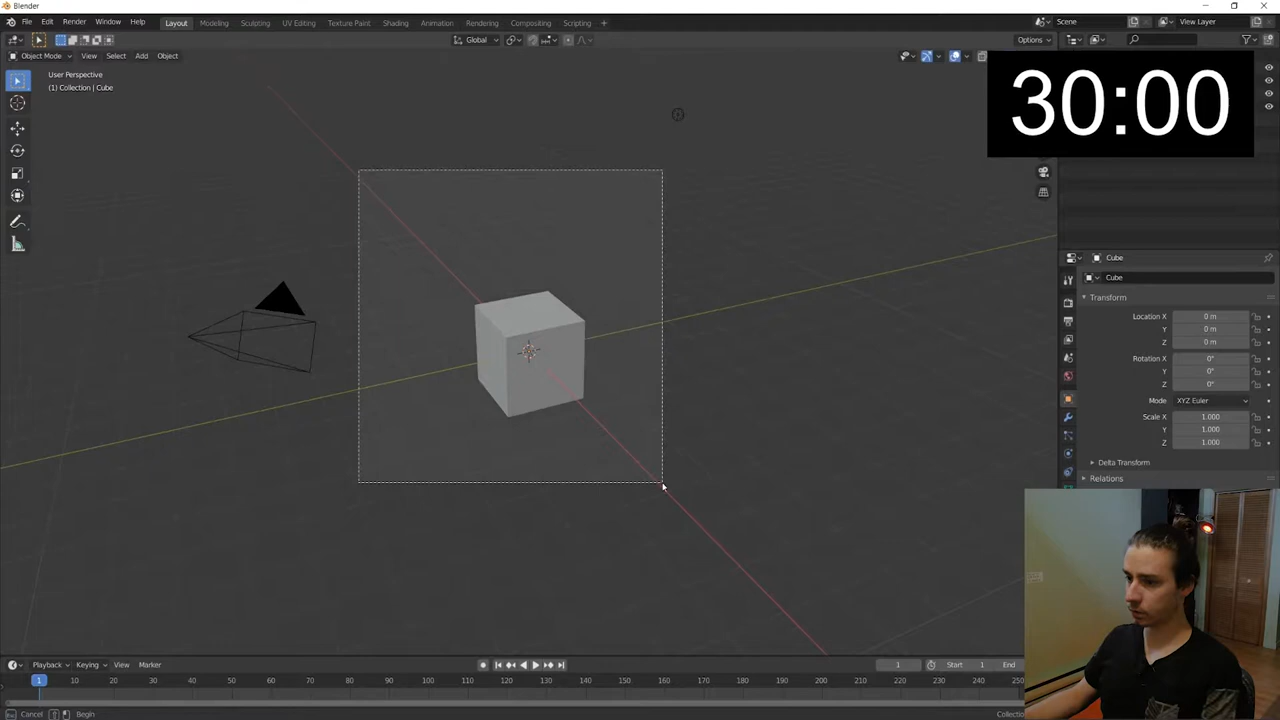 Blender
File Edit Render Window Help Layout Modeling Sculpting UV Editing Texture Paint Shading Animation Rendering Compositing Scripting + Scene View Layer
Global Options
Object Mode View Select Add Object
User Perspective
(1) Collection | Cube
30:00
Cube
Cube
Transform
Location X 0 m
Y 0 m
Z 0 m
Rotation X 0°
Y 0°
Z 0°
Mode XYZ Euler
Scale X 1.000
Y 1.000
Z 1.000
Delta Transform
Relations
Playback Keying View Marker 1 Start 1 End
1 10 20 30 40 50 60 70 80 90 100 110 120 130 140 150 160 170 180 190 200 210 220 230 240 250
Cancel Begin